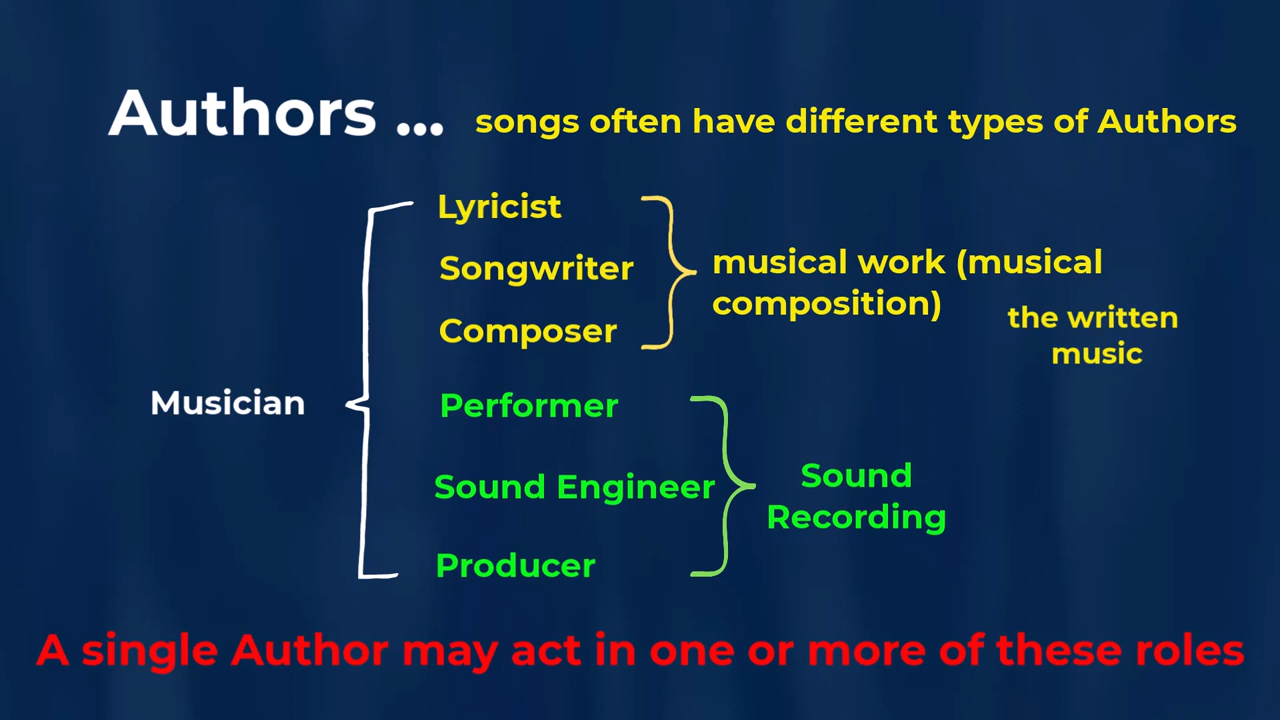 Authors ... songs often have different types of Authors
Lyricist
Songwriter
Composer
musical work (musical
composition)
the written
music
Musician
Performer
Sound Engineer
Producer
Sound
Recording
A single Author may act in one or more of these roles